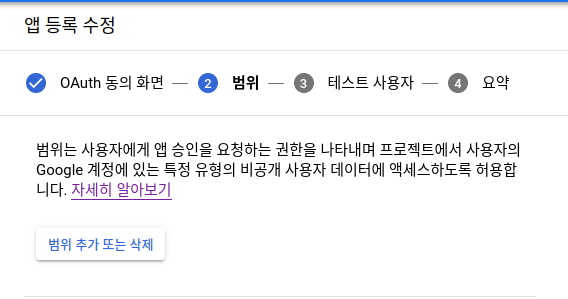 앱 등록 수정
OAuth 동의 화면 — 2 범위 — 3 테스트 사용자 — 4 요약
범위는 사용자에게 앱 승인을 요청하는 권한을 나타내며 프로젝트에서 사용자의
Google 계정에 있는 특정 유형의 비공개 사용자 데이터에 액세스하도록 허용합
니다. 자세히 알아보기
범위 추가 또는 삭제